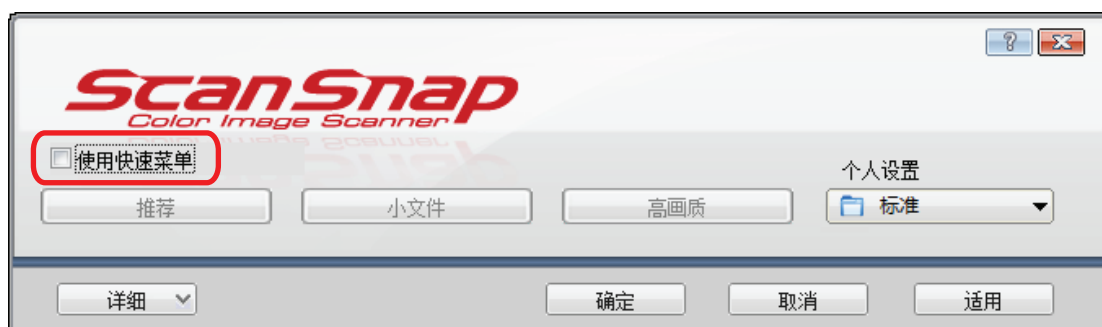 ?
ScanSnap
Color Image Scanner
使用快速菜单
个人设置
推荐 小文件 高画质 标准
详细 确定 取消 适用